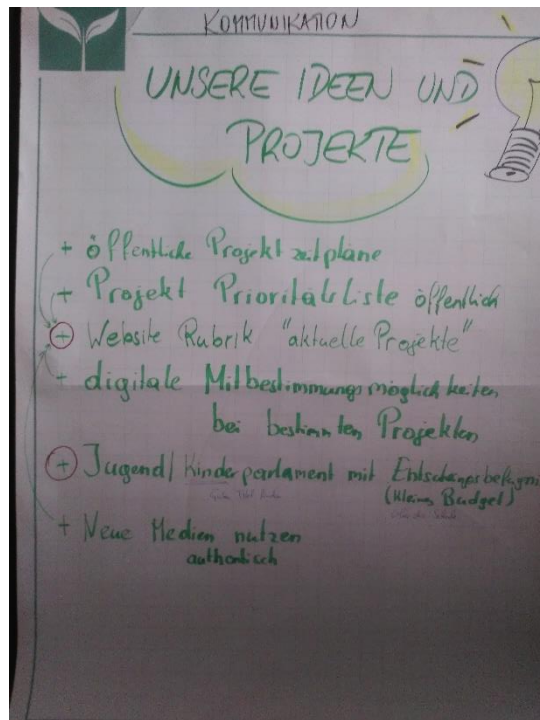 KOMMUNIKATION
UNSERE IDEEN UND
PROJEKTE
+ öffentliche Projektzeitpläne
+ Projekt Prioritätsliste öffentlich
+ Website Rubrik "aktuelle Projekte"
+ digitale Mitbestimmungsmöglichkeiten
bei bestimmten Projekten
+ Jugend/Kinderparlament mit
(kleines Budget)
+ Neue Medien nutzen
authentisch